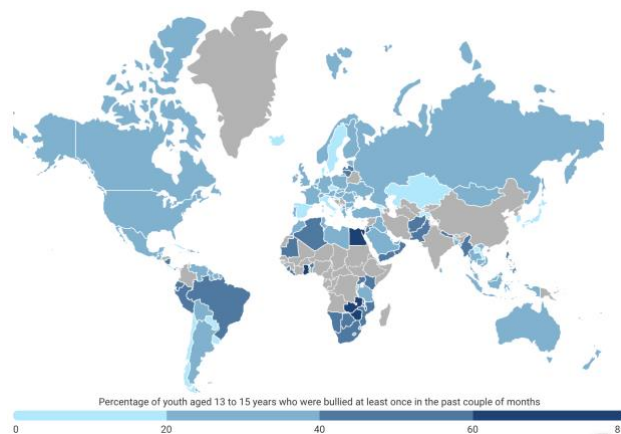 Percentage of youth aged 13 to 15 years who were bullied at least once in the past couple of months
0 20 40 60 8